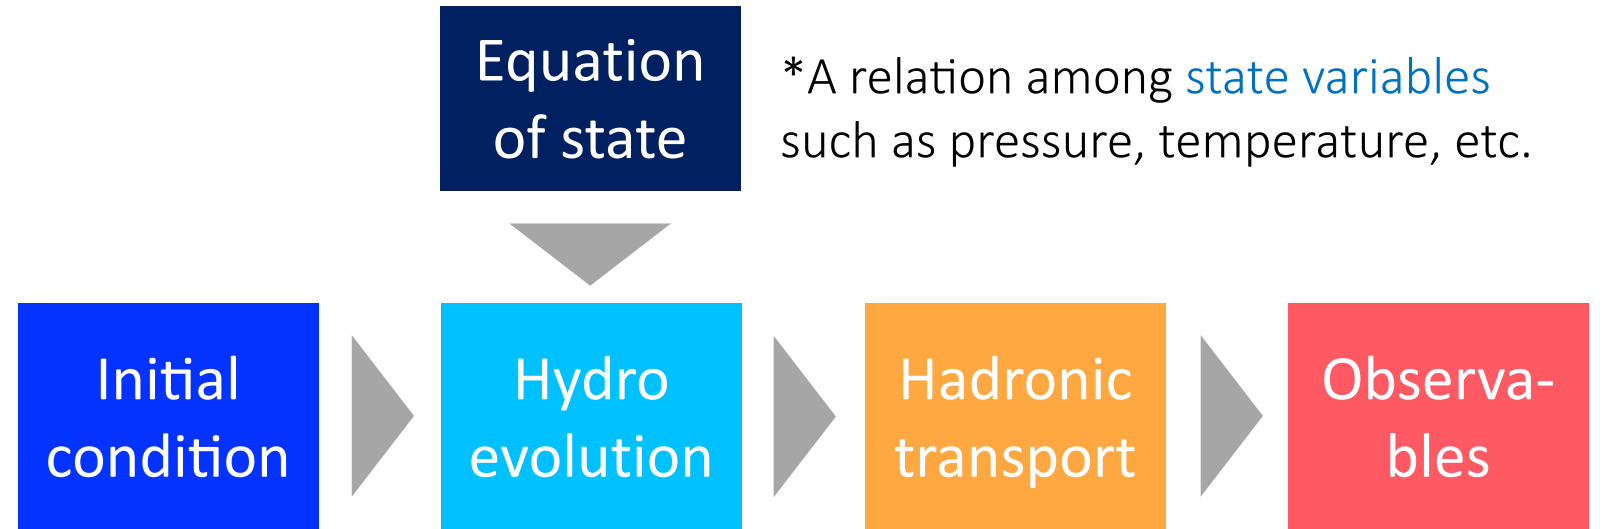 Equation
of state
*A relation among state variables
such as pressure, temperature, etc.
Initial
condition
Hydro
evolution
Hadronic
transport
Observa-
bles